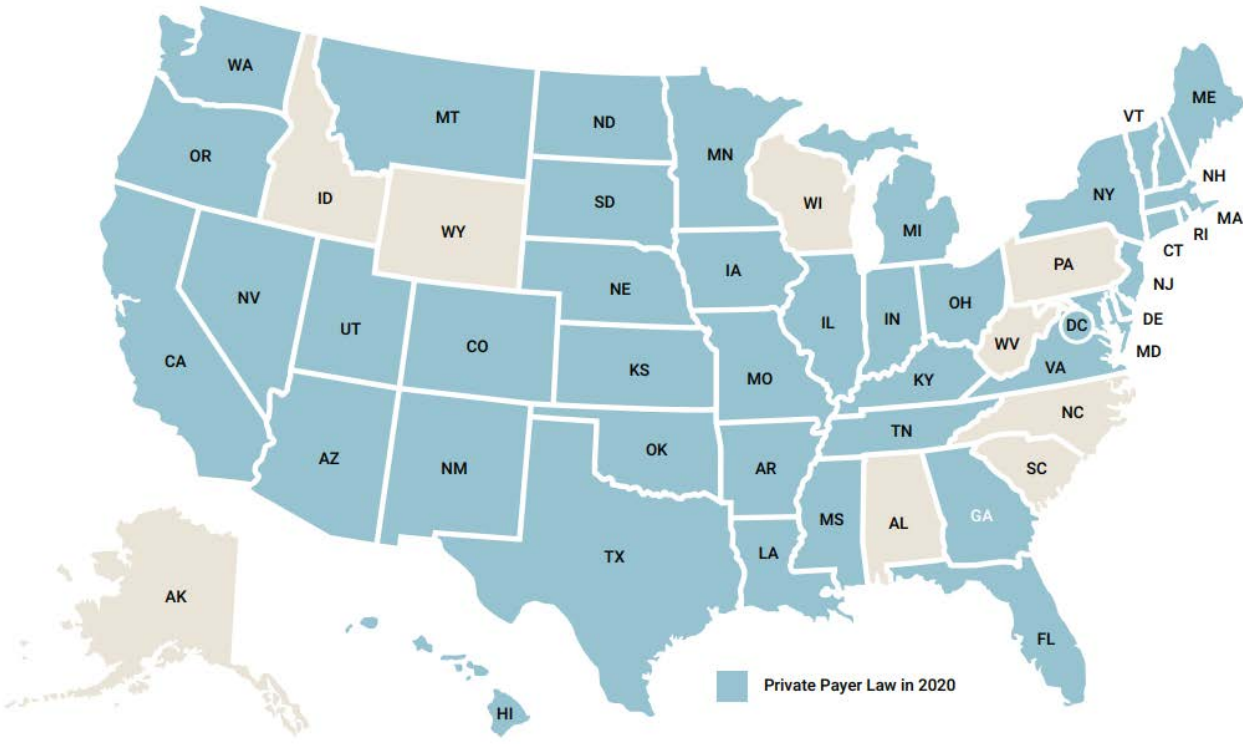 WA
MT
ND
MN
ME
VT
OR
ID
WY
SD
WI
MI
NY
NH
MA
RI
CT
NV
UT
CO
NE
IA
IL
IN
OH
PA
NJ
DE
MD
DC
WV
VA
CA
KS
MO
KY
NC
TN
AZ
NM
OK
AR
SC
MS
AL
GA
TX
LA
AK
FL
HI
Private Payer Law in 2020